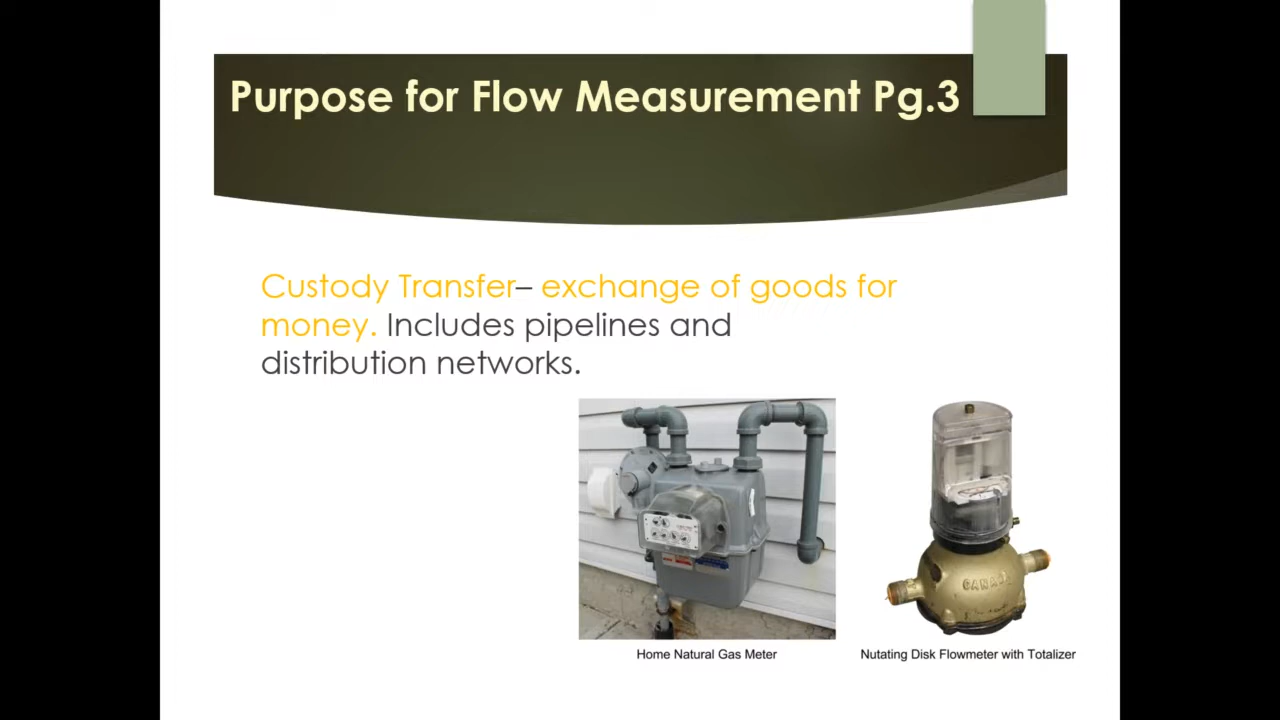 Purpose for Flow Measurement Pg.3
Custody Transfer– exchange of goods for
money. Includes pipelines and
distribution networks.
CANADA
Home Natural Gas Meter
Nutating Disk Flowmeter with Totalizer